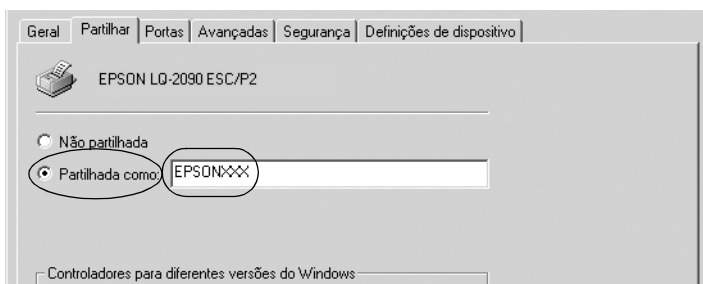 Geral Partilhar Portas Avançadas Segurança Definições de dispositivo
EPSON LQ-2090 ESC/P2
Não partilhada
Partilhada como: EPSONXXX
Controladores para diferentes versões do Windows